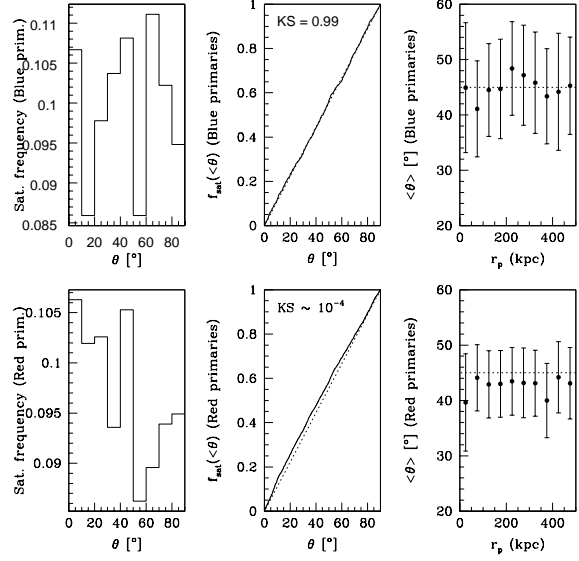 Sat. frequency (Blue prim.)
0.11
0.105
0.1
0.095
0.09
0.085
0 20 40 60 80
θ [°]
f_sat(<θ) (Blue primaries)
1
0.8
0.6
0.4
0.2
0
KS = 0.99
0 20 40 60 80
θ [°]
<θ> [°] (Blue primaries)
60
50
40
30
20
0 200 400
r_p (kpc)
Sat. frequency (Red prim.)
0.105
0.1
0.095
0.09
0 20 40 60 80
θ [°]
f_sat(<θ) (Red primaries)
1
0.8
0.6
0.4
0.2
0
KS ~ 10^-4
0 20 40 60 80
θ [°]
<θ> [°] (Red primaries)
60
50
40
30
20
0 200 400
r_p (kpc)